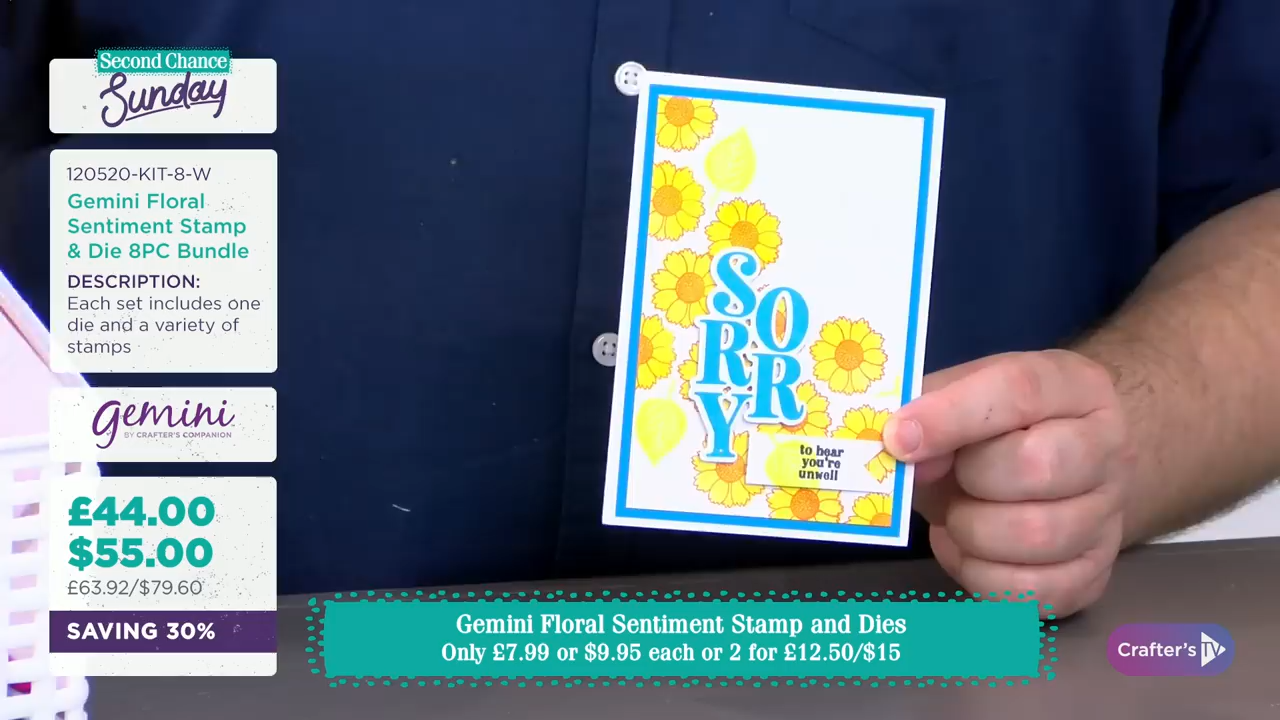 Second Chance
Sunday
120520-KIT-8-W
Gemini Floral
Sentiment Stamp
& Die 8PC Bundle
DESCRIPTION:
Each set includes one
die and a variety of
stamps
gemini
BY CRAFTER'S COMPANION
£44.00
$55.00
£63.92/$79.60
SAVING 30%
SORRY
to hear
you're
unwell
Gemini Floral Sentiment Stamp and Dies
Only £7.99 or $9.95 each or 2 for £12.50/$15
Crafter's TV